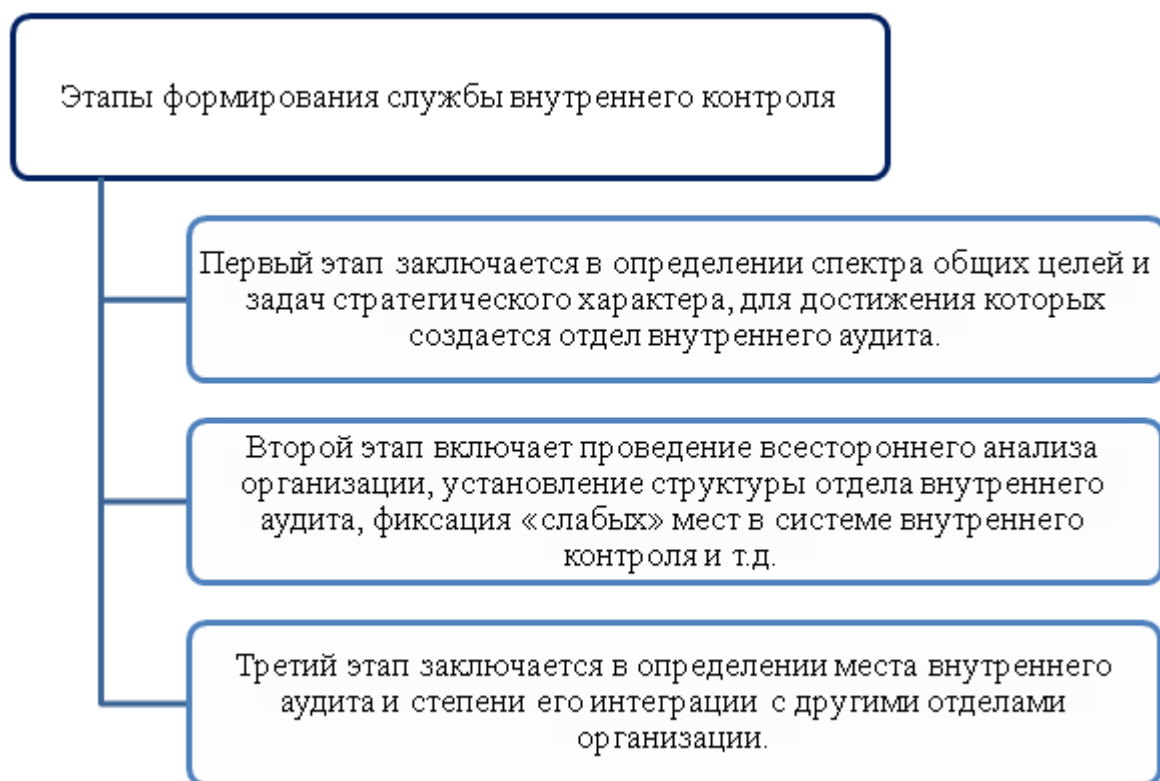 Этапы формирования службы внутреннего контроля
Первый этап заключается в определении спектра общих целей и
задач стратегического характера, для достижения которых
создается отдел внутреннего аудита.
Второй этап включает проведение всестороннего анализа
организации, установление структуры отдела внутреннего
аудита, фиксация «слабых» мест в системе внутреннего
контроля и т.д.
Третий этап заключается в определении места внутреннего
аудита и степени его интеграции с другими отделами
организации.